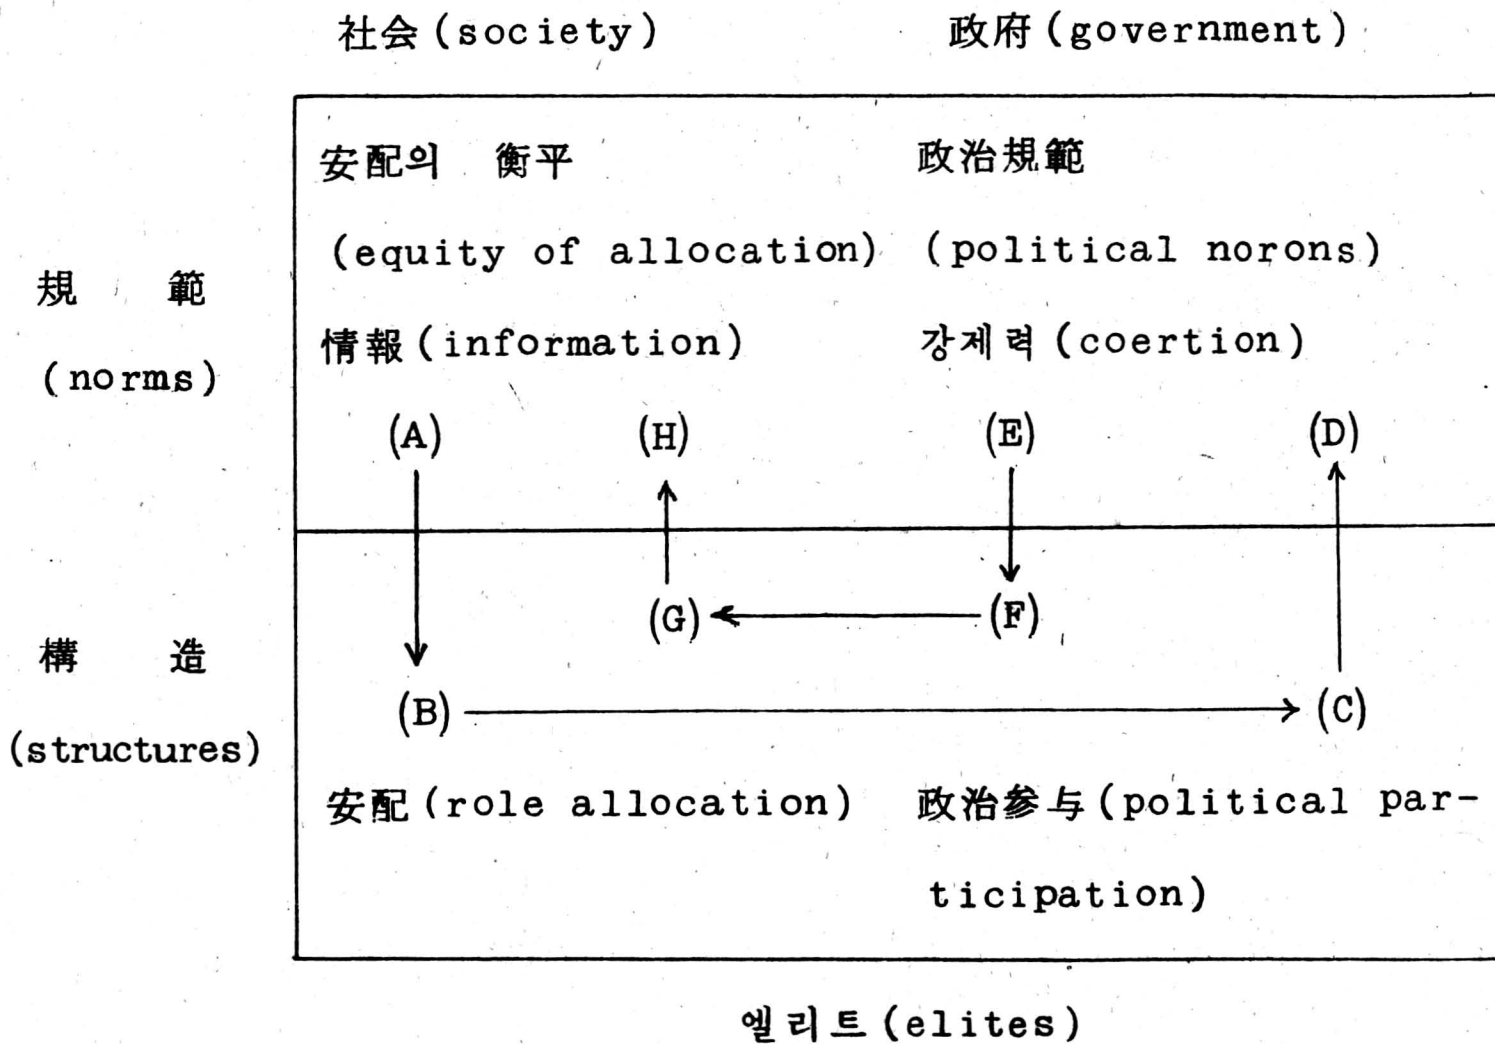 社会(society) 政府(government)
安配의 衡平 政治規範
(equity of allocation) (political norons)
規 範
情報(information) 강제력(coertion)
(norms)
(A) (H) (E) (D)
(G) (F)
構 造
(B) (C)
(structures)
安配(role allocation) 政治参与(political par-
ticipation)
엘리트(elites)